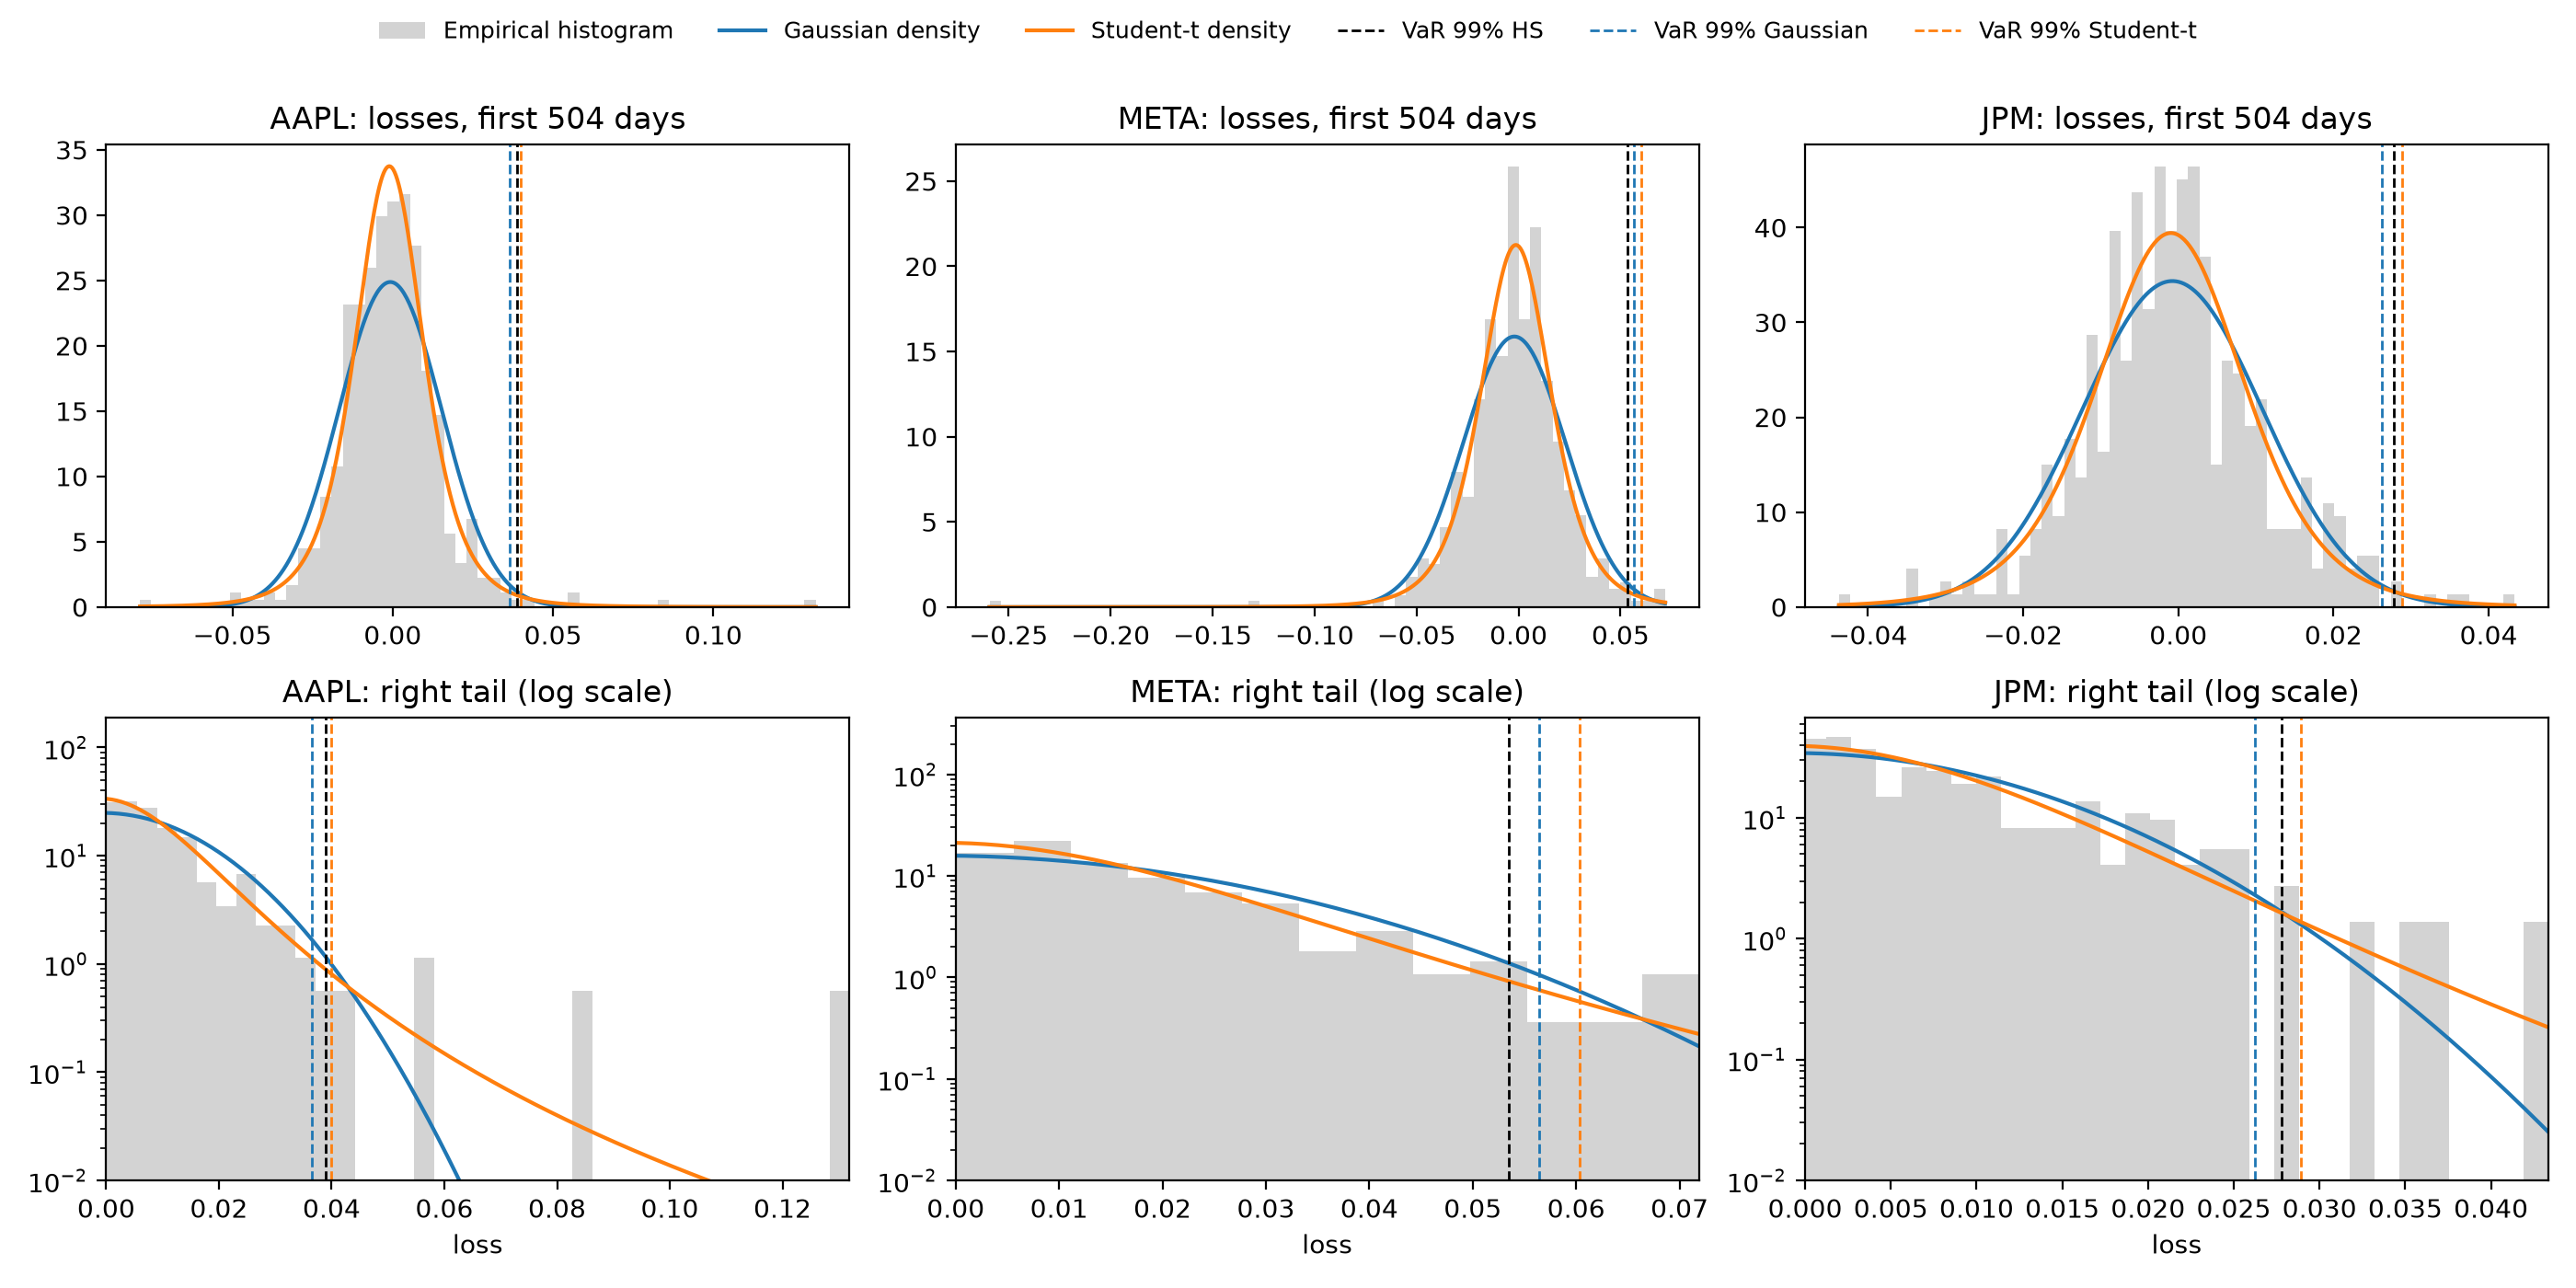 Empirical histogram Gaussian density Student-t density VaR 99% HS VaR 99% Gaussian VaR 99% Student-t
AAPL: losses, first 504 days
35
30
25
20
15
10
5
0
−0.05 0.00 0.05 0.10
META: losses, first 504 days
25
20
15
10
5
0
−0.25 −0.20 −0.15 −0.10 −0.05 0.00 0.05
JPM: losses, first 504 days
40
30
20
10
0
−0.04 −0.02 0.00 0.02 0.04
AAPL: right tail (log scale)
10²
10¹
10⁰
10⁻¹
10⁻²
0.00 0.02 0.04 0.06 0.08 0.10 0.12
loss
META: right tail (log scale)
10²
10¹
10⁰
10⁻¹
10⁻²
0.00 0.01 0.02 0.03 0.04 0.05 0.06 0.07
loss
JPM: right tail (log scale)
10¹
10⁰
10⁻¹
10⁻²
0.000 0.005 0.010 0.015 0.020 0.025 0.030 0.035 0.040
loss